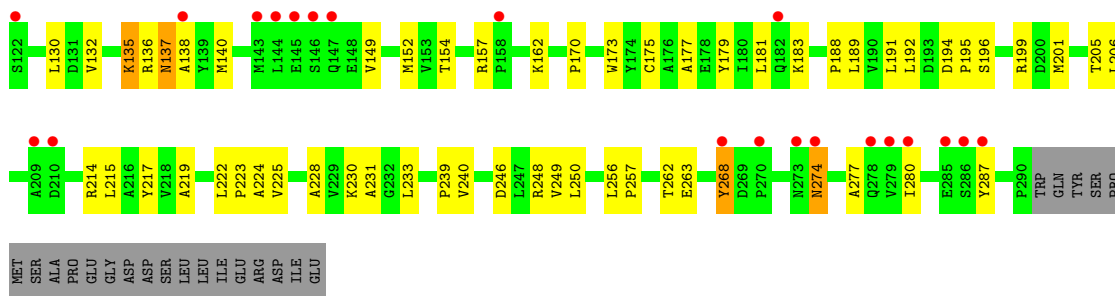 S122 L130 D131 V132 K135 R136 N137 A138 Y139 M140 M143 L144 E145 S146 Q147 E148 V149 M152 V153 T154 R157 P158 K162 P170 W173 Y174 C175 A176 A177 E178 Y179 I180 L181 Q182 K183 P188 L189 V190 L191 L192 D193 D194 P195 S196 R199 D200 M201 T205 L206
A209 D210 R214 L215 A216 Y217 V218 A219 L222 P223 A224 V225 A228 V229 K230 A231 G232 L233 P239 V240 D246 L247 R248 V249 L250 L256 P257 T262 E263 Y268 D269 P270 N273 N274 A277 Q278 V279 I280 E285 S286 Y287 P290 TRP GLN TYR SER PRO
MET SER ALA PRO GLU GLY ASP ASP SER LEU LEU ILE GLU ARG ASP ILE GLU